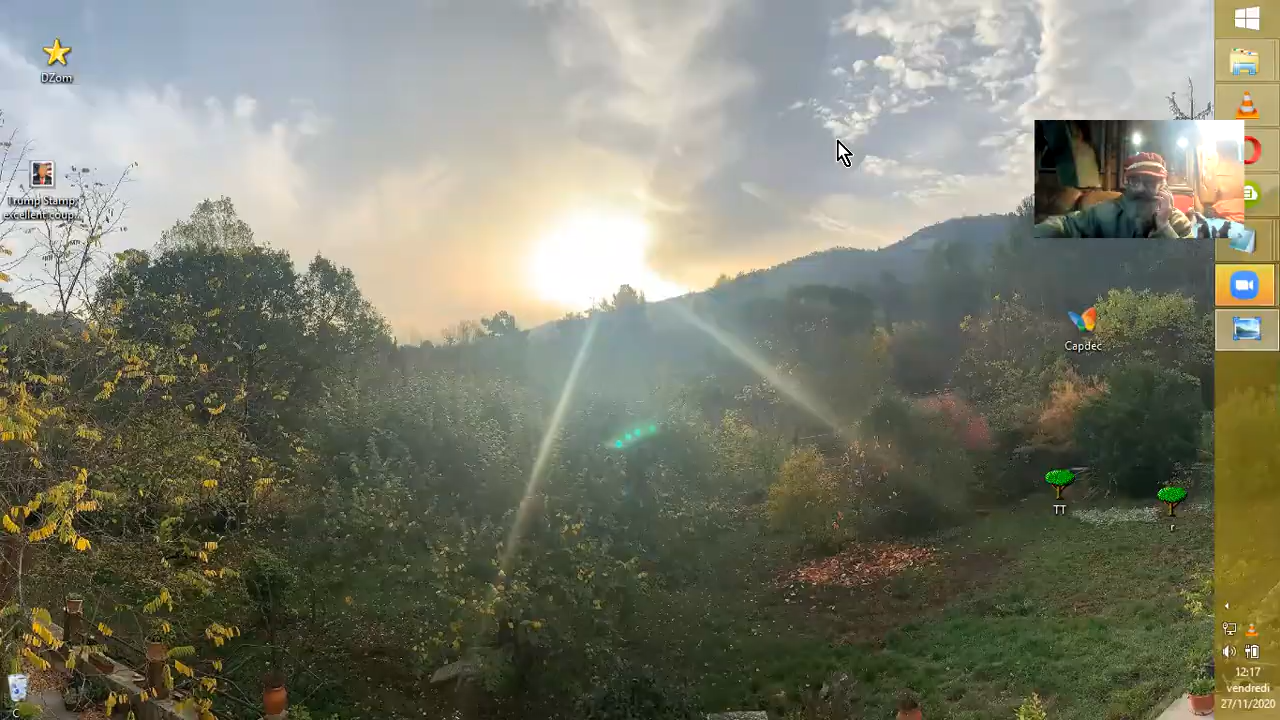 DZom
Trump Stamp:
excellent coup...
Capdec
TT
r
C
12:17
vendredi
27/11/2020